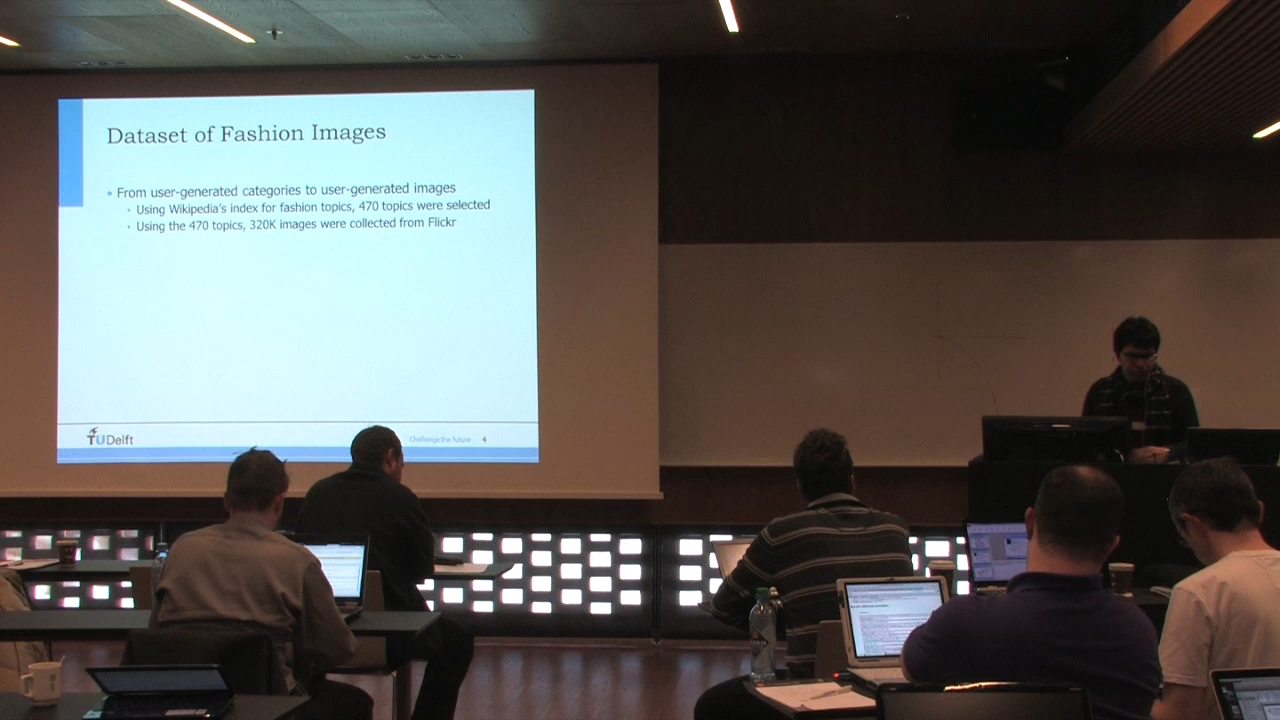 Dataset of Fashion Images
• From user-generated categories to user-generated images
• Using Wikipedia's index for fashion topics, 470 topics were selected
• Using the 470 topics, 320K images were collected from Flickr
TU Delft
Challenge the future 4